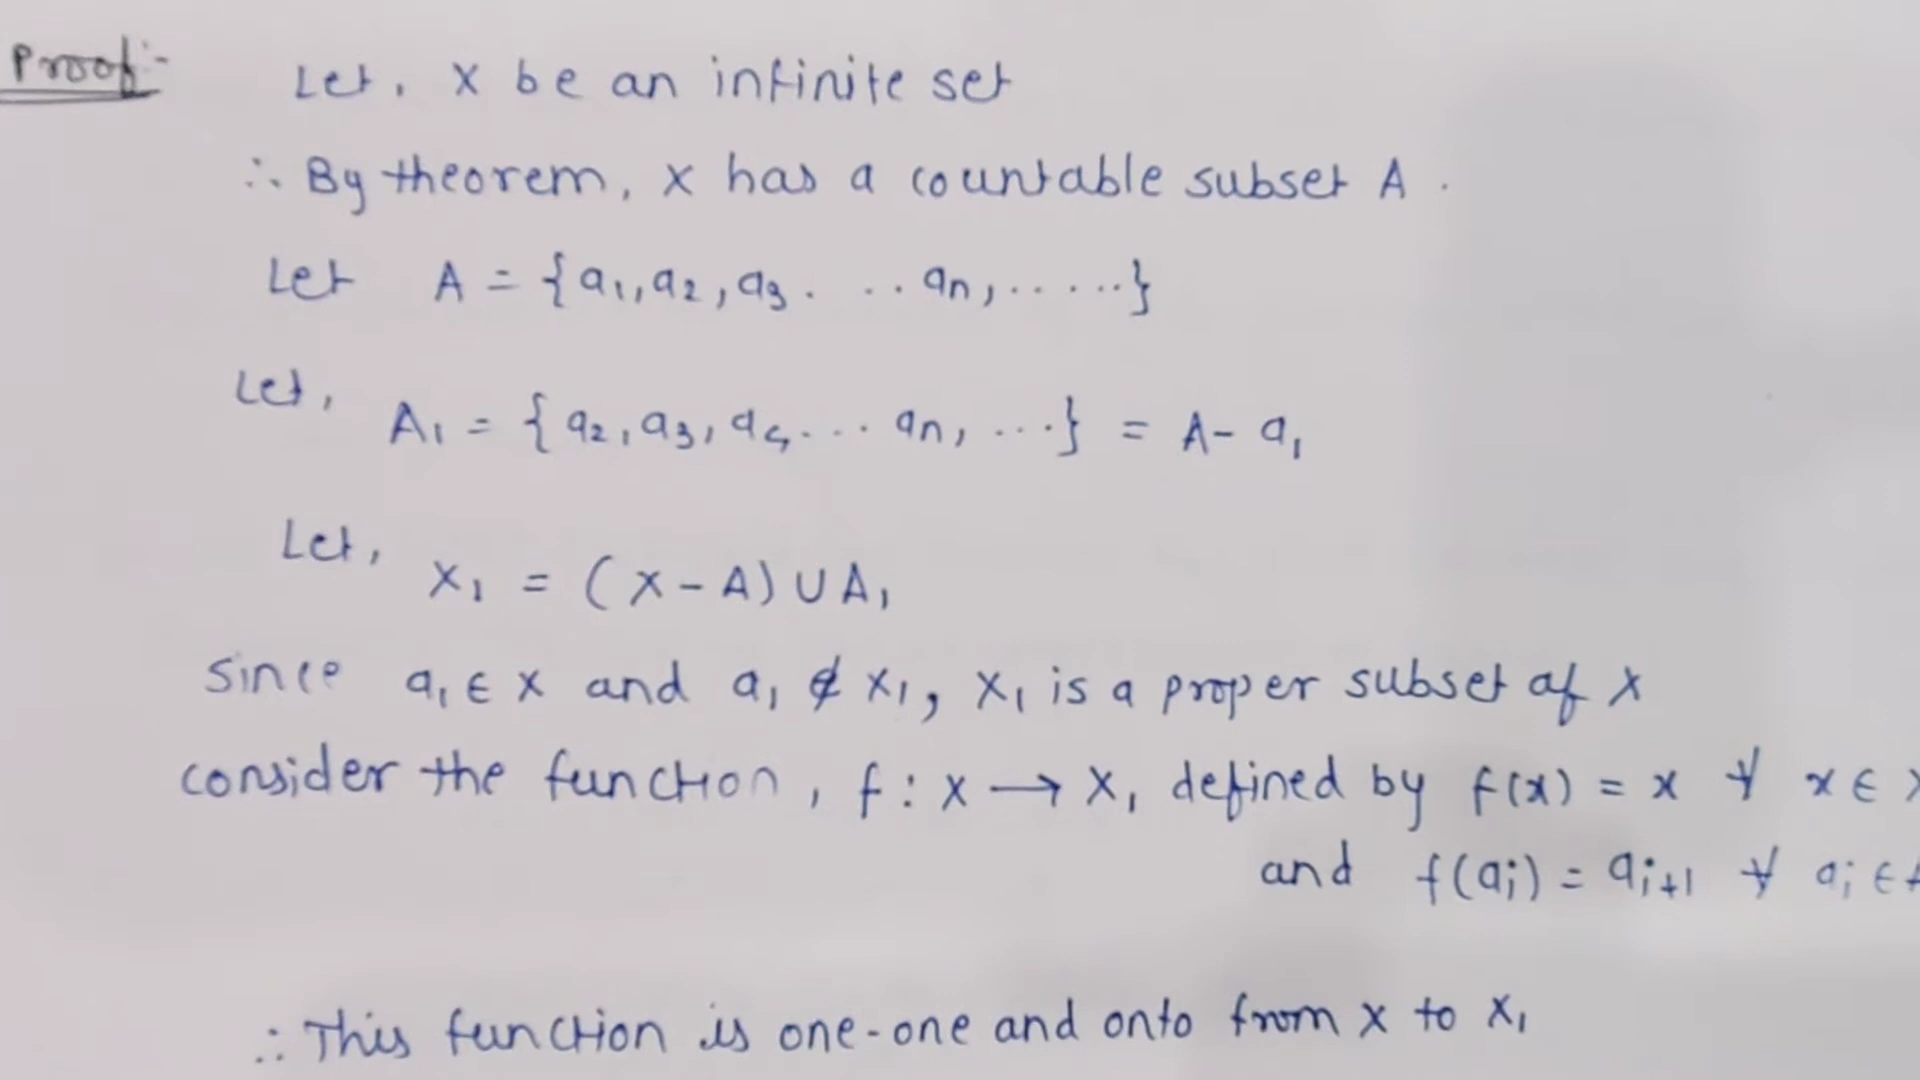 Proof:-
Let, X be an infinite set
∴ By theorem, X has a countable subset A.
Let A = {a₁, a₂, a₃. .. aₙ, .....}
Let, A₁ = {a₂, a₃, a₄... aₙ, ...} = A - a₁
Let, X₁ = (X - A) ∪ A₁
Since a₁ ∈ X and a₁ ∉ X₁, X₁ is a proper subset of X
consider the function, f : X → X₁ defined by f(x) = x ∀ x ∈
and f(aᵢ) = aᵢ₊₁ ∀ aᵢ ∈
∴ This function is one-one and onto from X to X₁